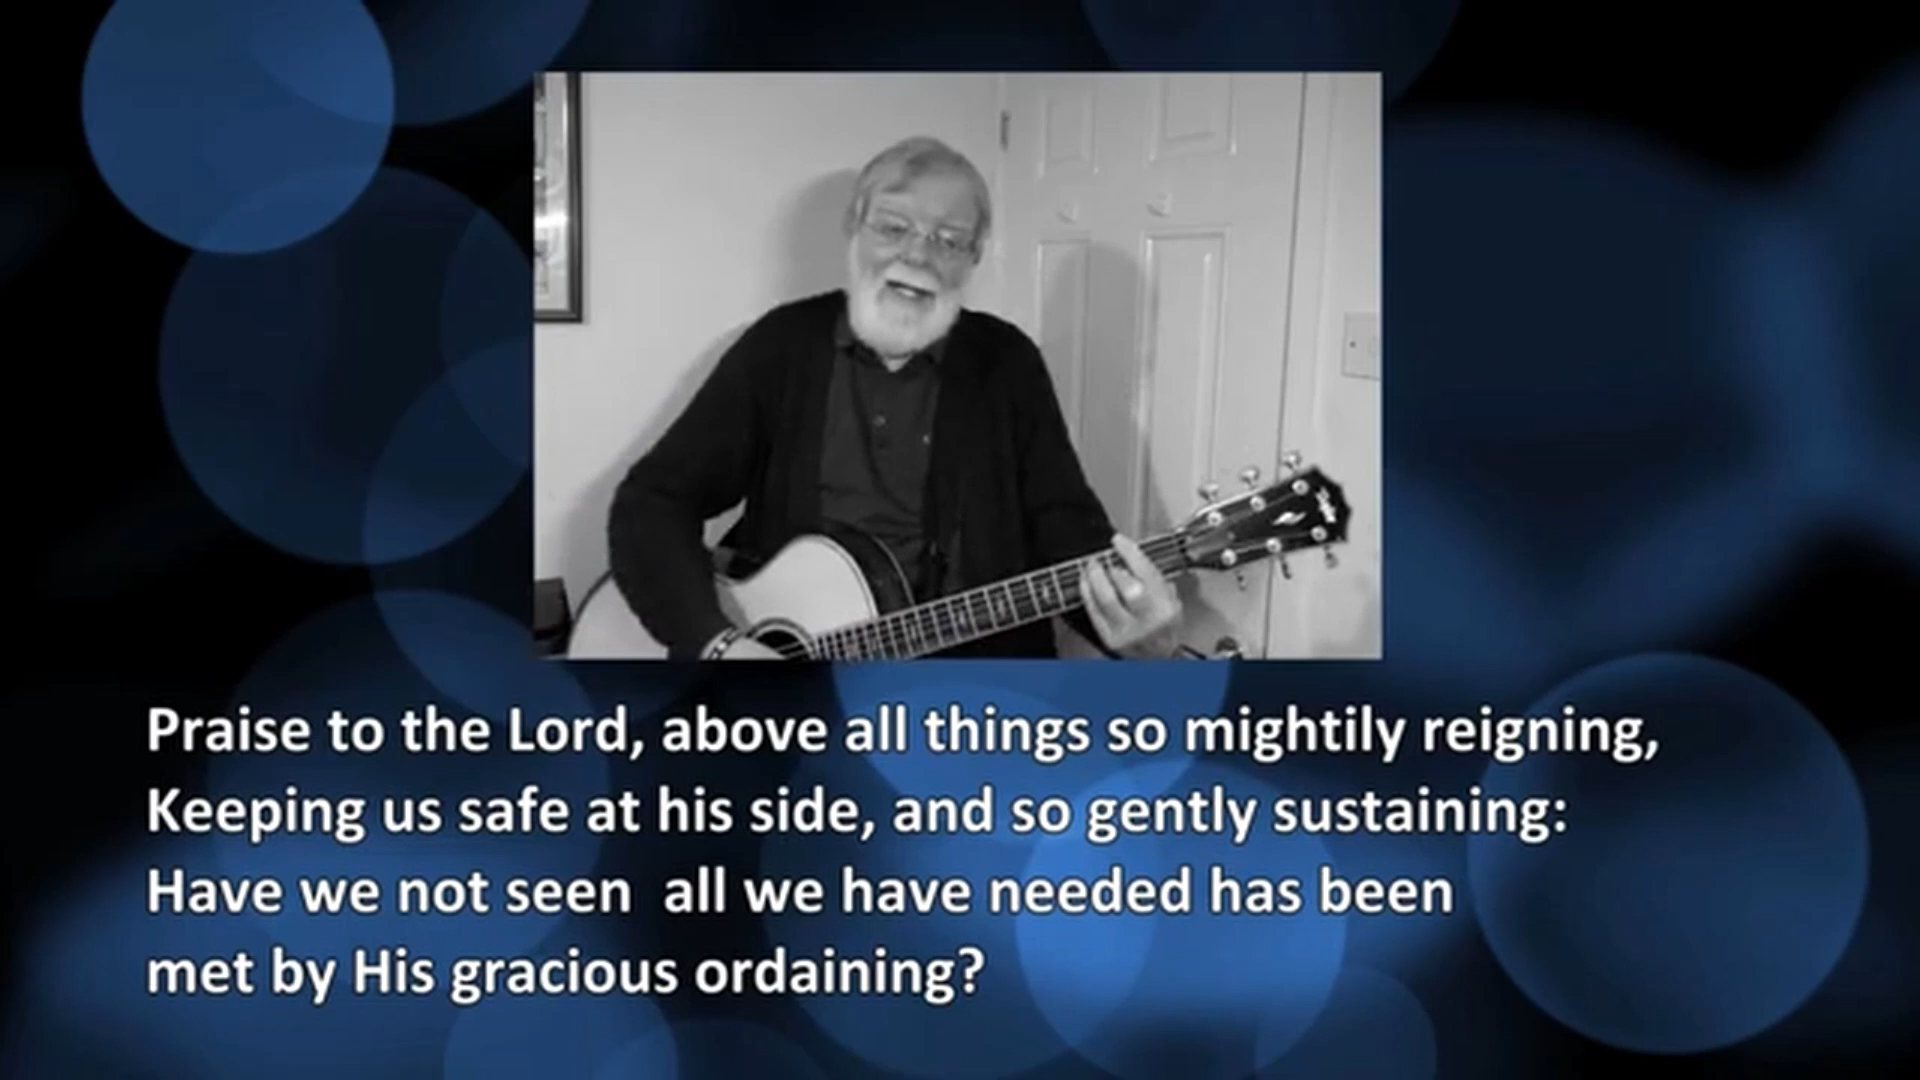 Praise to the Lord, above all things so mightily reigning,
Keeping us safe at his side, and so gently sustaining:
Have we not seen  all we have needed has been
met by His gracious ordaining?